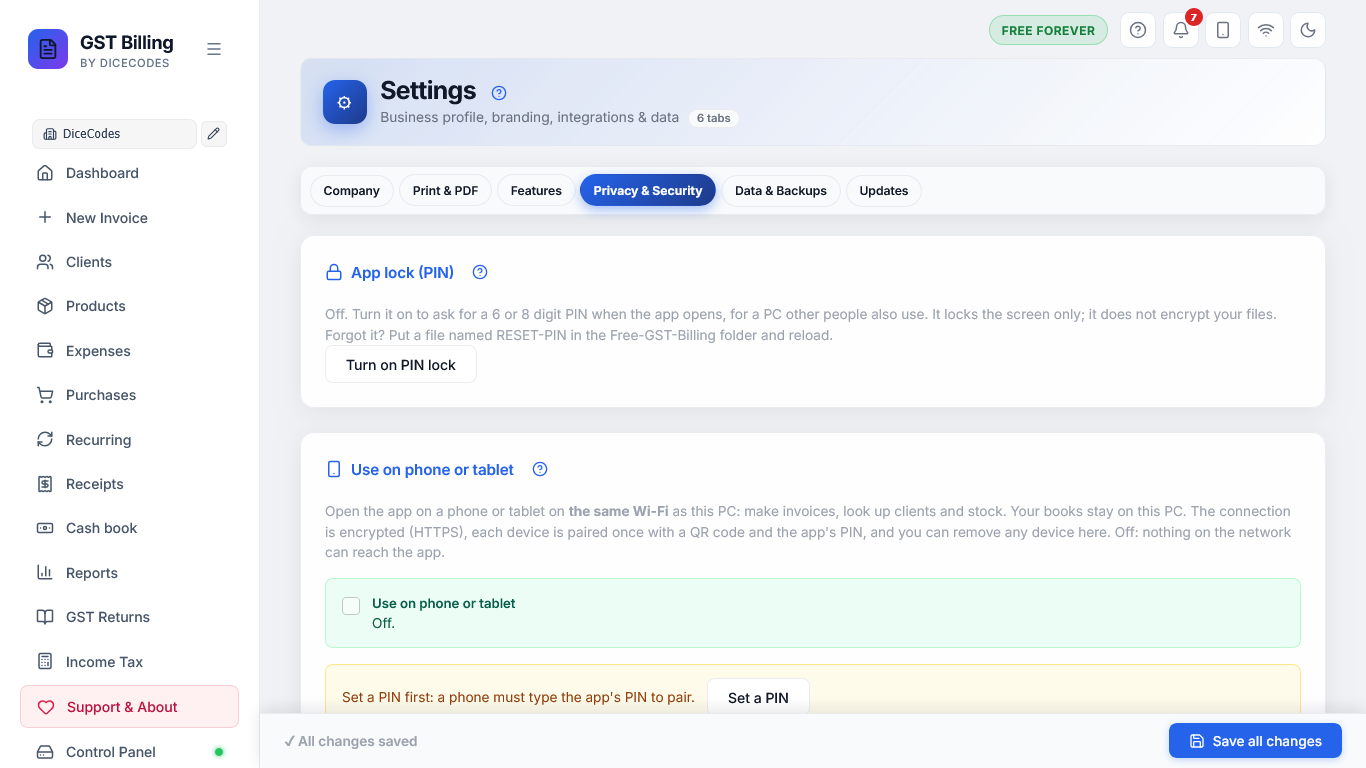 GST Billing
BY DICECODES
DiceCodes
Dashboard
New Invoice
Clients
Products
Expenses
Purchases
Recurring
Receipts
Cash book
Reports
GST Returns
Income Tax
Support & About
Control Panel
FREE FOREVER
7
Settings
Business profile, branding, integrations & data 6 tabs
Company Print & PDF Features Privacy & Security Data & Backups Updates
App lock (PIN)
Off. Turn it on to ask for a 6 or 8 digit PIN when the app opens, for a PC other people also use. It locks the screen only; it does not encrypt your files.
Forgot it? Put a file named RESET-PIN in the Free-GST-Billing folder and reload.
Turn on PIN lock
Use on phone or tablet
Open the app on a phone or tablet on the same Wi-Fi as this PC: make invoices, look up clients and stock. Your books stay on this PC. The connection
is encrypted (HTTPS), each device is paired once with a QR code and the app's PIN, and you can remove any device here. Off: nothing on the network
can reach the app.
Use on phone or tablet
Off.
Set a PIN first: a phone must type the app's PIN to pair. Set a PIN
✓ All changes saved
Save all changes